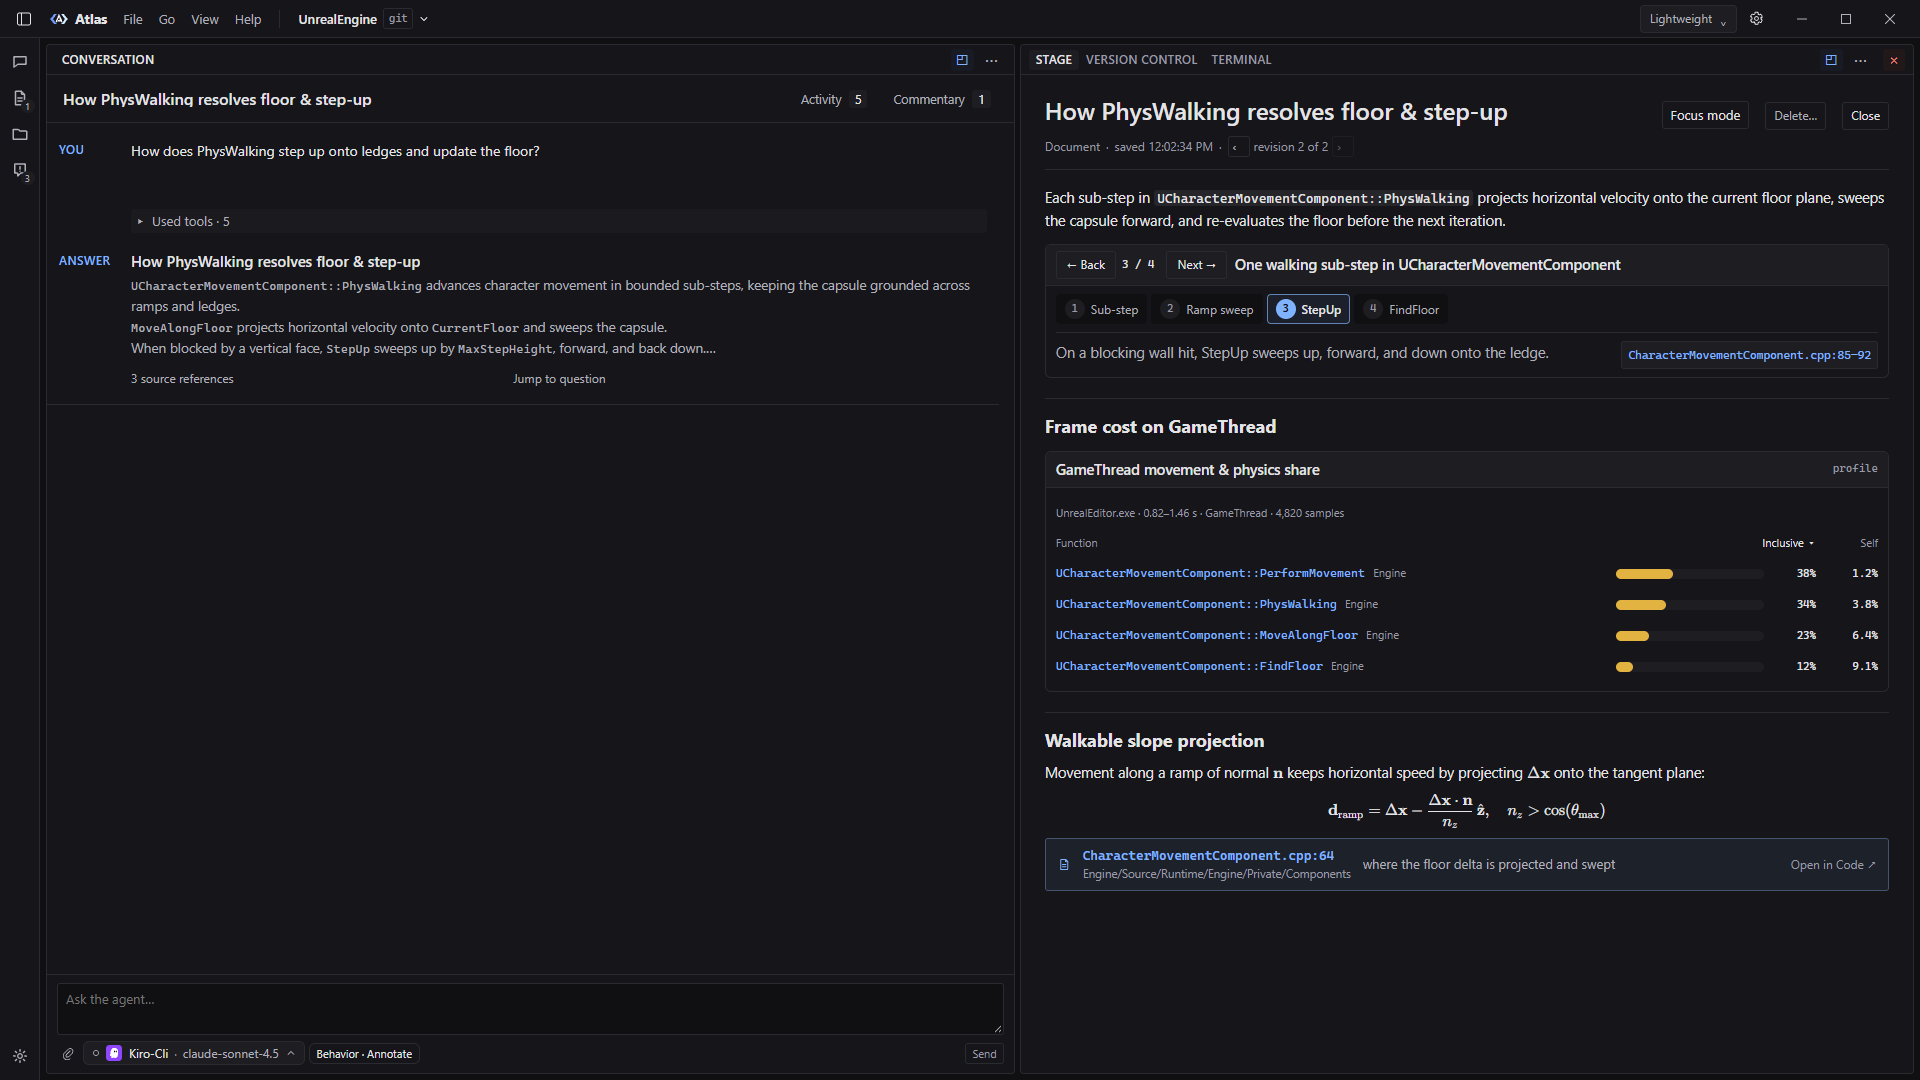 Atlas File Go View Help UnrealEngine git
Lightweight
1
3
CONVERSATION
How PhysWalking resolves floor & step-up
Activity 5 Commentary 1
YOU How does PhysWalking step up onto ledges and update the floor?
Used tools · 5
ANSWER How PhysWalking resolves floor & step-up
UCharacterMovementComponent::PhysWalking advances character movement in bounded sub-steps, keeping the capsule grounded across
ramps and ledges.
MoveAlongFloor projects horizontal velocity onto CurrentFloor and sweeps the capsule.
When blocked by a vertical face, StepUp sweeps up by MaxStepHeight, forward, and back down....
3 source references Jump to question
Ask the agent...
Kiro-Cli · claude-sonnet-4.5 Behavior · Annotate Send
STAGE VERSION CONTROL TERMINAL
How PhysWalking resolves floor & step-up
Focus mode Delete... Close
Document · saved 12:02:34 PM · ‹ revision 2 of 2 ›
Each sub-step in UCharacterMovementComponent::PhysWalking projects horizontal velocity onto the current floor plane, sweeps
the capsule forward, and re-evaluates the floor before the next iteration.
← Back 3 / 4 Next → One walking sub-step in UCharacterMovementComponent
1 Sub-step 2 Ramp sweep 3 StepUp 4 FindFloor
On a blocking wall hit, StepUp sweeps up, forward, and down onto the ledge. CharacterMovementComponent.cpp:85–92
Frame cost on GameThread
GameThread movement & physics share profile
UnrealEditor.exe · 0.82–1.46 s · GameThread · 4,820 samples
Function Inclusive Self
UCharacterMovementComponent::PerformMovement Engine 38% 1.2%
UCharacterMovementComponent::PhysWalking Engine 34% 3.8%
UCharacterMovementComponent::MoveAlongFloor Engine 23% 6.4%
UCharacterMovementComponent::FindFloor Engine 12% 9.1%
Walkable slope projection
Movement along a ramp of normal n keeps horizontal speed by projecting Δx onto the tangent plane:
d_ramp = Δx − (Δx · n)/n_z ẑ, n_z > cos(θ_max)
CharacterMovementComponent.cpp:64 where the floor delta is projected and swept Open in Code ↗
Engine/Source/Runtime/Engine/Private/Components